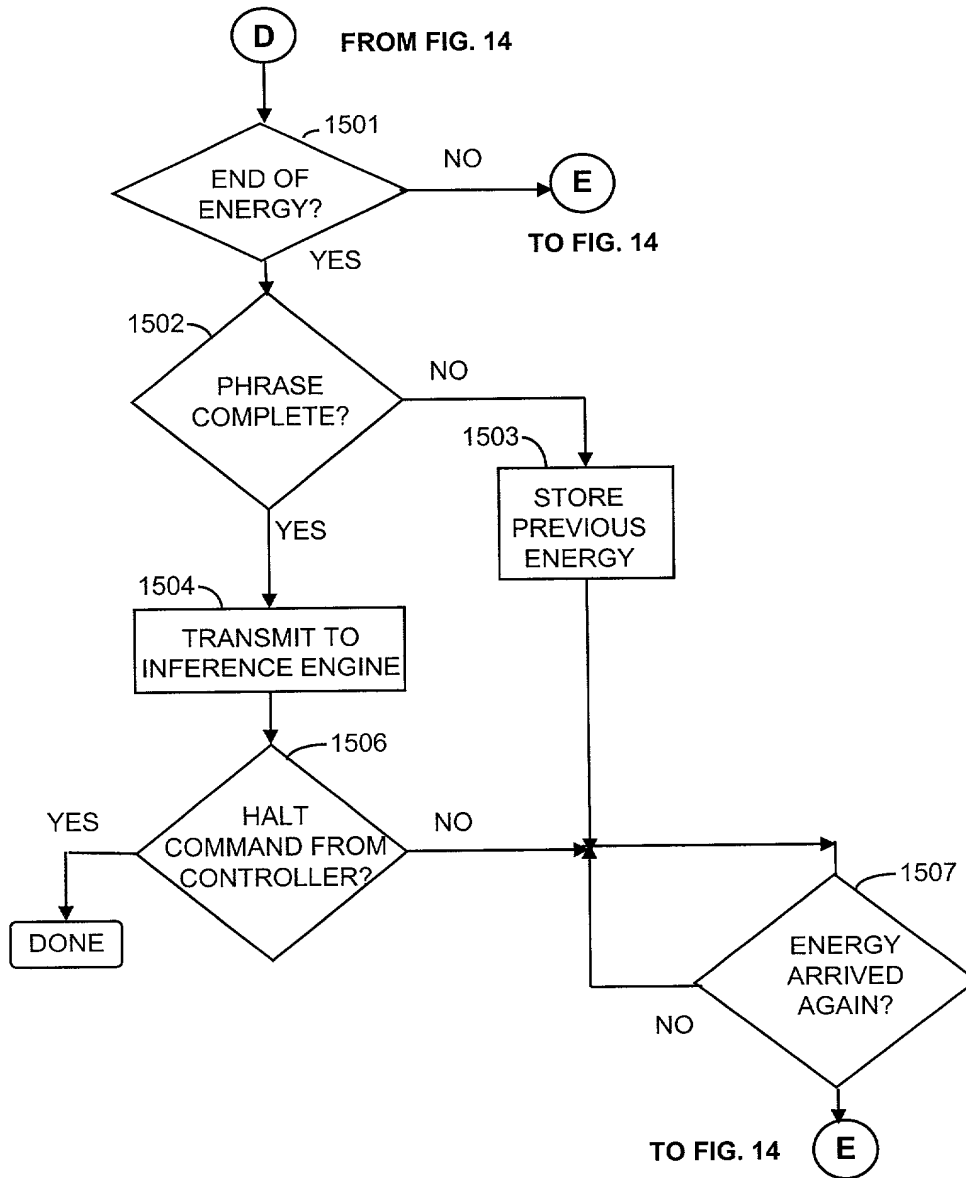 D
FROM FIG. 14
1501
END OF
ENERGY?
NO
E
TO FIG. 14
YES
1502
PHRASE
COMPLETE?
NO
1503
STORE
PREVIOUS
ENERGY
YES
1504
TRANSMIT TO
INFERENCE ENGINE
1506
HALT
COMMAND FROM
CONTROLLER?
YES
NO
DONE
1507
ENERGY
ARRIVED
AGAIN?
NO
TO FIG. 14
E